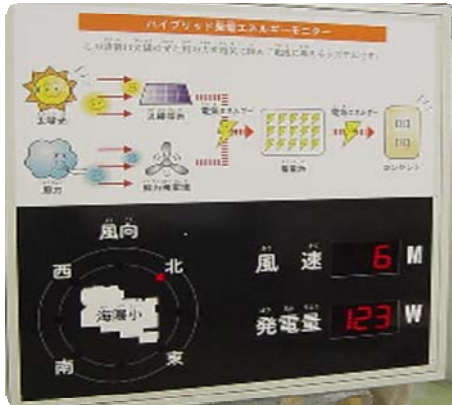 ハイブリッド発電エネルギーモニター
太陽光
太陽電池
電気エネルギー
電気エネルギー
風力
風力発電機
蓄電池
コンセント
風向
西
北
海陽小
南
東
風速
6 M
発電量
123 W